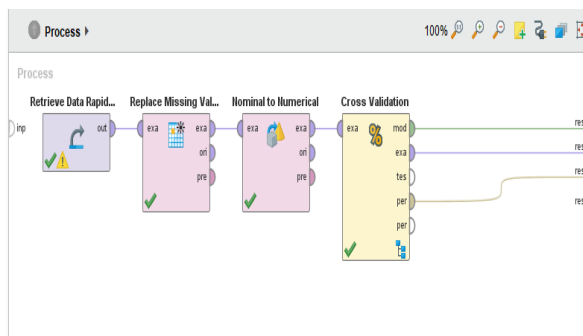 Process
100%
Process
Retrieve Data Rapid...
Replace Missing Val...
Nominal to Numerical
Cross Validation
inp
out
exa
exa
ori
pre
exa
exa
ori
pre
exa
mod
exa
tes
per
per
res
res
res
res